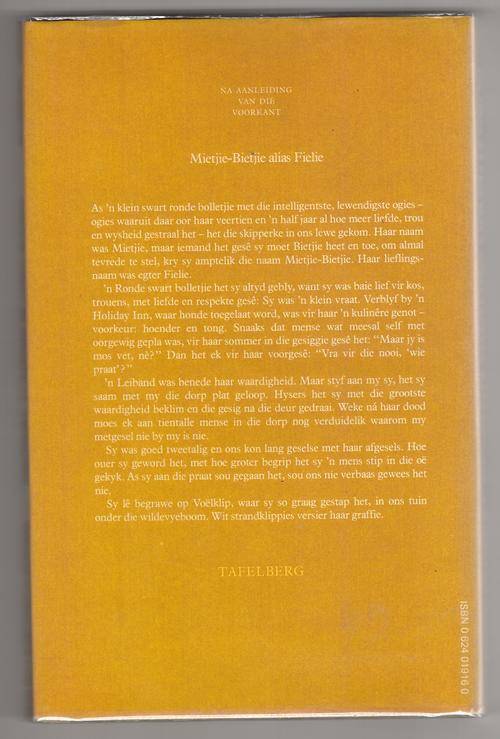 NA AANLEIDING
VAN DIÉ
VOORKANT
Mietjie-Bietjie alias Fielie
As 'n klein swart ronde bolletjie met die intelligentste, lewendigste ogies –
ogies waaruit daar oor haar veertien en 'n half jaar al hoe meer liefde, trou
en wysheid gestraal het – het die skipperke in ons lewe gekom. Haar naam
was Mietjie, maar iemand het gesê sy moet Bietjie heet en toe, om almal
tevrede te stel, kry sy amptelik die naam Mietjie-Bietjie. Haar lieflings-
naam was egter Fielie.
'n Ronde swart bolletjie het sy altyd gebly, want sy was baie lief vir kos,
trouens, met liefde en respekte gesê: Sy was 'n klein vraat. Verblyf by 'n
Holiday Inn, waar honde toegelaat word, was vir haar 'n kulinêre genot –
voorkeur: hoender en tong. Snaaks dat mense wat meesal self met
oorgewig gepla was, vir haar sommer in die gesiggie gesê het: "Maar jy is
mos vet, nè?" Dan het ek vir haar voorgesê: "Vra vir die nooi, 'wie
praat'?"
'n Leiband was benede haar waardigheid. Maar styf aan my sy, het sy
saam met my die dorp plat geloop. Hysers het sy met die grootste
waardigheid beklim en die gesig na die deur gedraai. Weke ná haar dood
moes ek aan tientalle mense in die dorp nog verduidelik waarom my
metgesel nie by my is nie.
Sy was goed tweetalig en ons kon lang geselse met haar afgesels. Hoe
ouer sy geword het, met hoe groter begrip het sy 'n mens stip in die oë
gekyk. As sy aan die praat sou gegaan het, sou ons nie verbaas gewees het
nie.
Sy lê begrawe op Voëlklip, waar sy so graag gestap het, in ons tuin
onder die wildevyeboom. Wit strandklippies versier haar graffie.
TAFELBERG
ISBN 0 624 01916 0